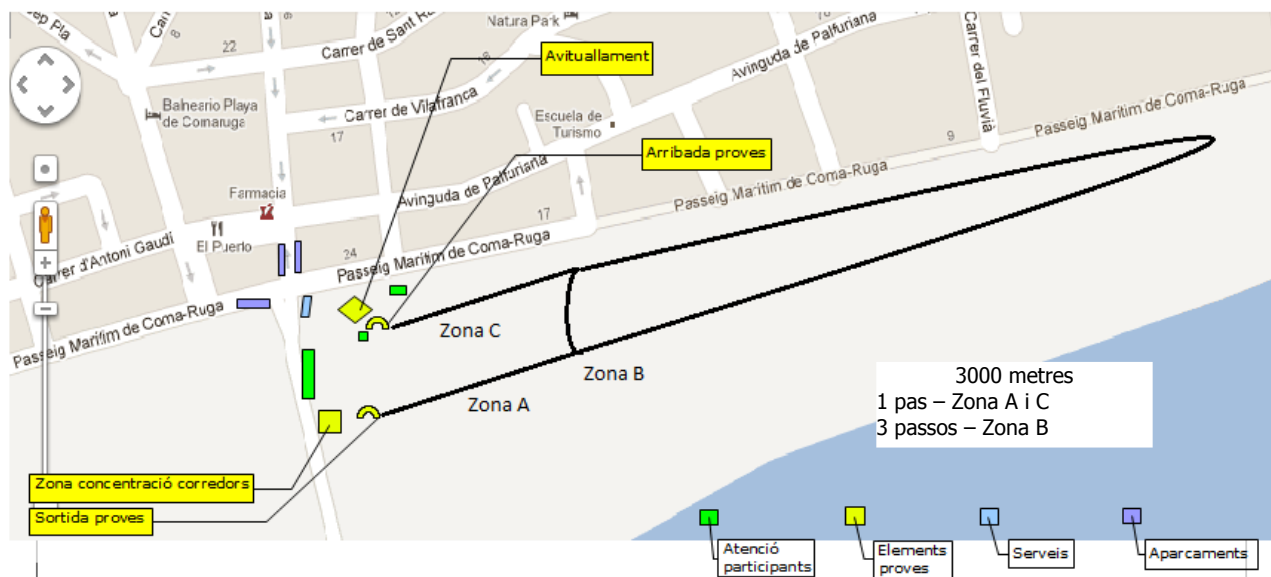 Natura Park
Carrer de Sant Ra
22
Avituallament
Avinguda de Palfuriana
Carrer del Fluvià
Balneario Playa
de Comaruga
Carrer de Vilafranca
16
17
Escuela de
Turismo
9
Passeig Marítim de Coma-Ruga
Arribada proves
Avinguda de Palfuriana
Passeig Marítim de Coma-Ruga
Farmacia
17
El Puerto
24
Carrer d'Antoni Gaudí
Passeig Marítim de Coma-Ruga
Passeig Marítim de Coma-Ruga
Zona C
Zona B
Zona A
3000 metres
1 pas – Zona A i C
3 passos – Zona B
Zona concentració corredors
Sortida proves
Atenció
participants
Elements
proves
Serveis
Aparcaments